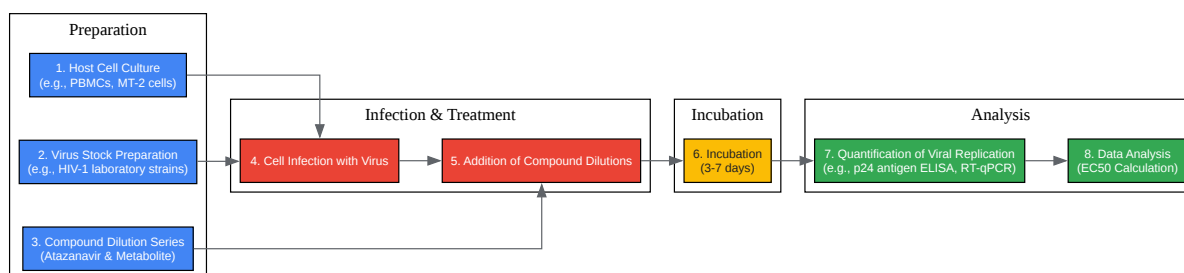 Preparation
1. Host Cell Culture
(e.g., PBMCs, MT-2 cells)
2. Virus Stock Preparation
(e.g., HIV-1 laboratory strains)
3. Compound Dilution Series
(Atazanavir & Metabolite)
Infection & Treatment
4. Cell Infection with Virus
5. Addition of Compound Dilutions
Incubation
6. Incubation
(3-7 days)
Analysis
7. Quantification of Viral Replication
(e.g., p24 antigen ELISA, RT-qPCR)
8. Data Analysis
(EC50 Calculation)